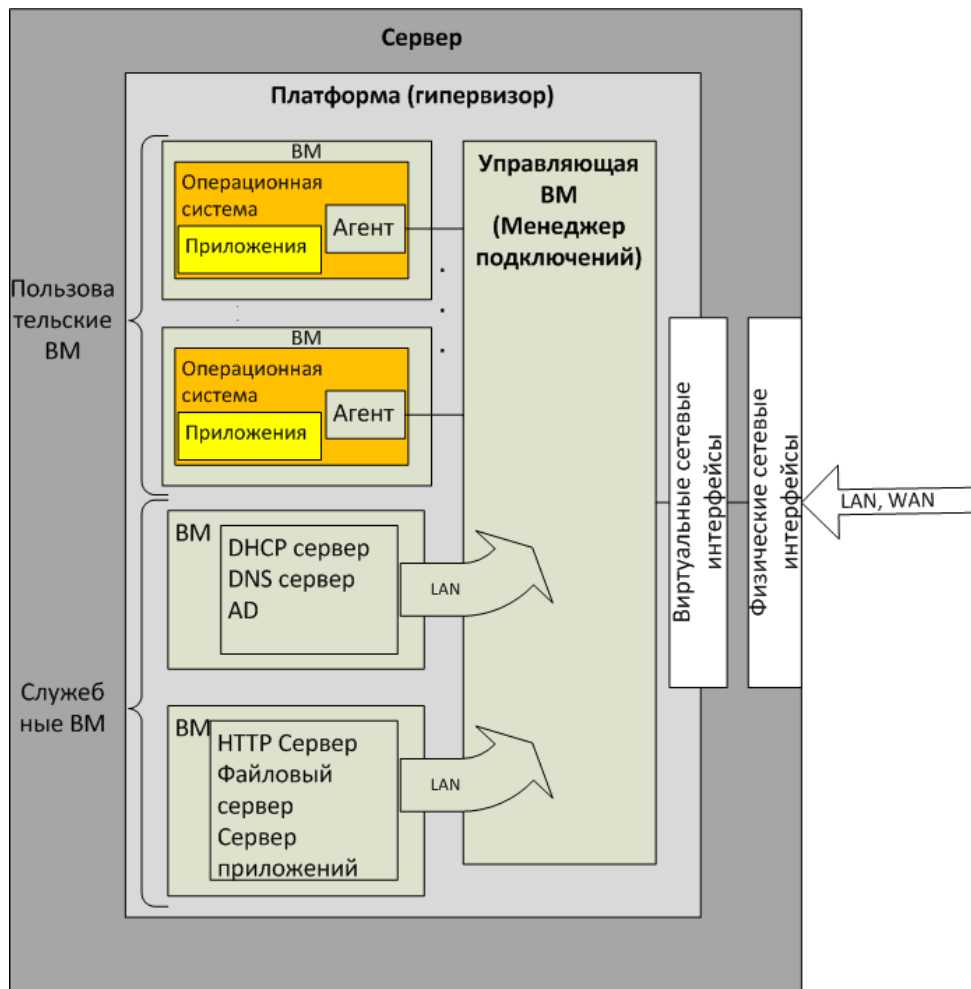 Сервер
Платформа (гипервизор)
Пользова
тельские
ВМ
ВМ
Операционная
система
Приложения
Агент
ВМ
Операционная
система
Приложения
Агент
Служеб
ные ВМ
ВМ
DHCP сервер
DNS сервер
AD
LAN
ВМ
HTTP Сервер
Файловый
сервер
Сервер
приложений
LAN
Управляющая
ВМ
(Менеджер
подключений)
Виртуальные сетевые
интерфейсы
Физические сетевые
интерфейсы
LAN, WAN